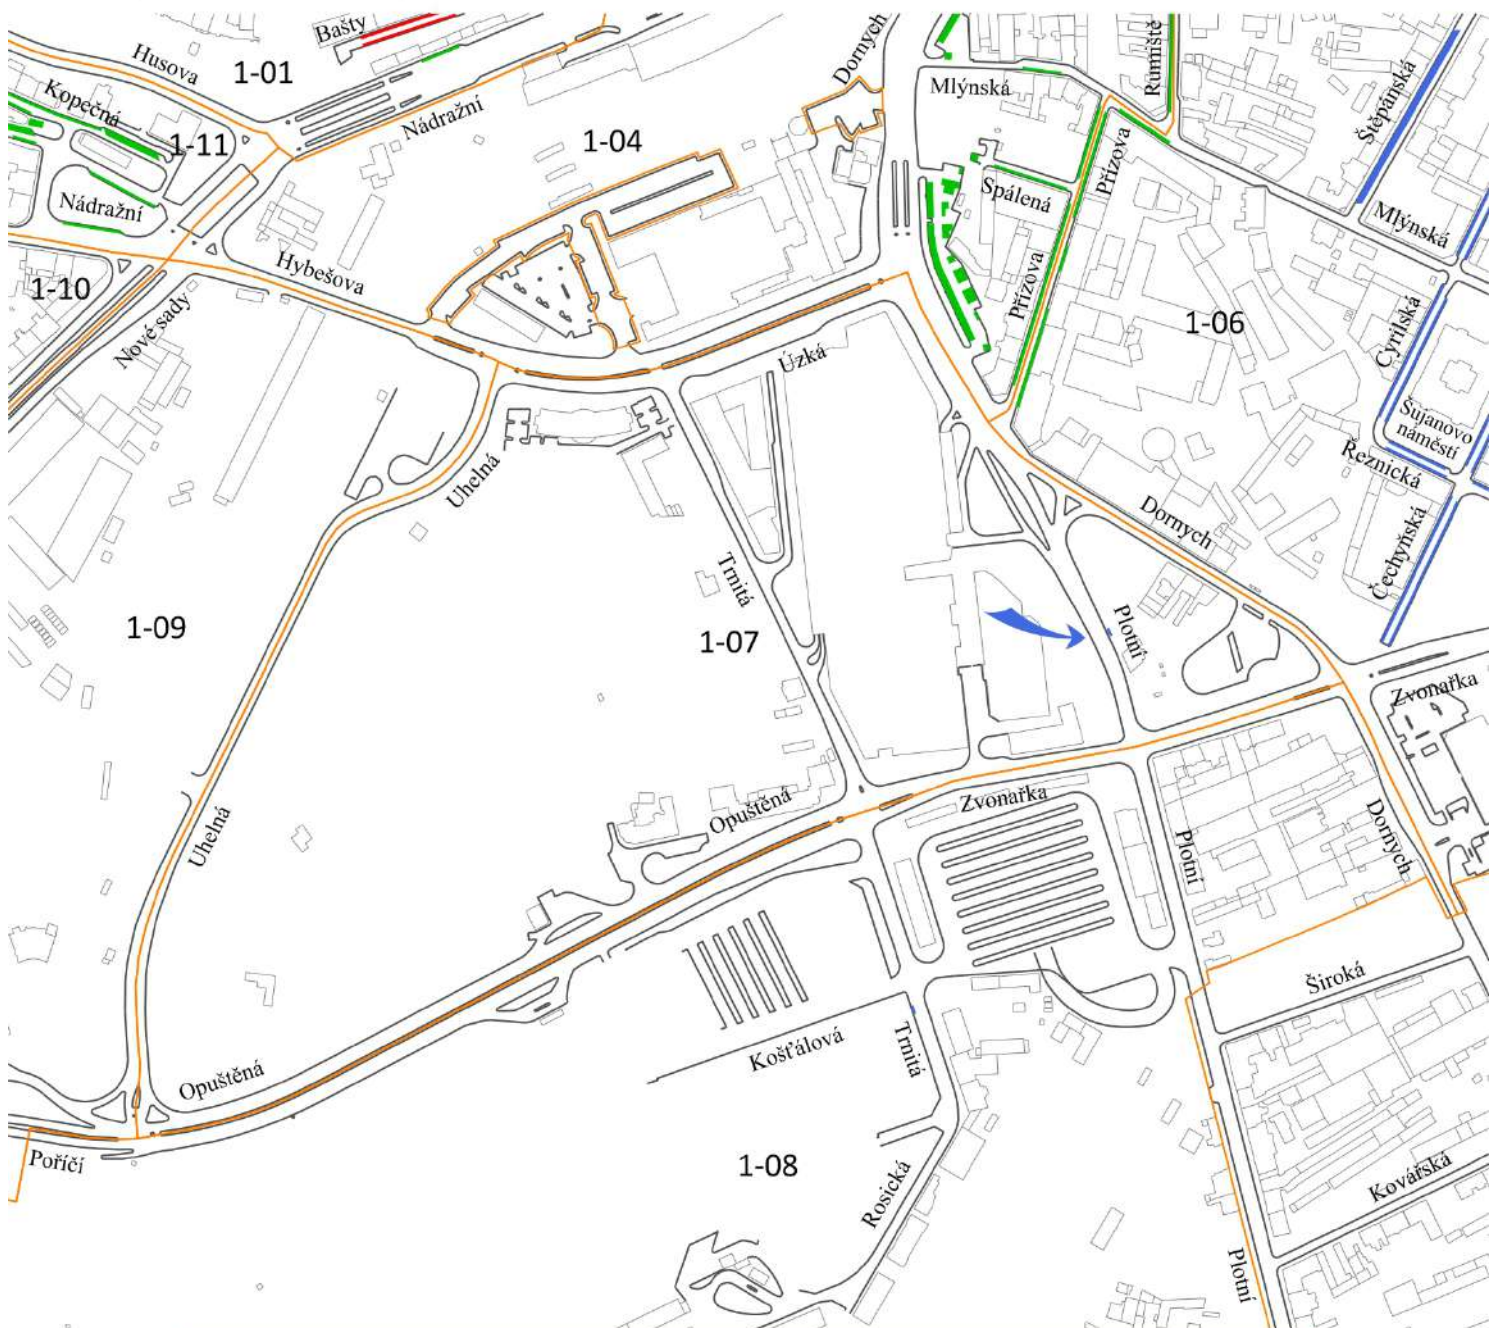 Bašty
Dornych
Rumiště
Husova
1-01
Štěpánská
Kopečná
Nádražní
Mlýnská
1-11
1-04
Přízova
Spálená
Nádražní
Mlýnská
Hybešova
1-10
Přízova
Nové sady
1-06
Cyrilská
Úzká
Šujanovo
náměstí
Řeznická
Uhelná
Dornych
Čechyňská
Trnitá
1-09
1-07
Plotní
Zvonařka
Opuštěná
Zvonařka
Uhelná
Plotní
Dornych
Široká
Košťálová
Trnitá
Opuštěná
Poříčí
1-08
Rosická
Kovářská
Plotní